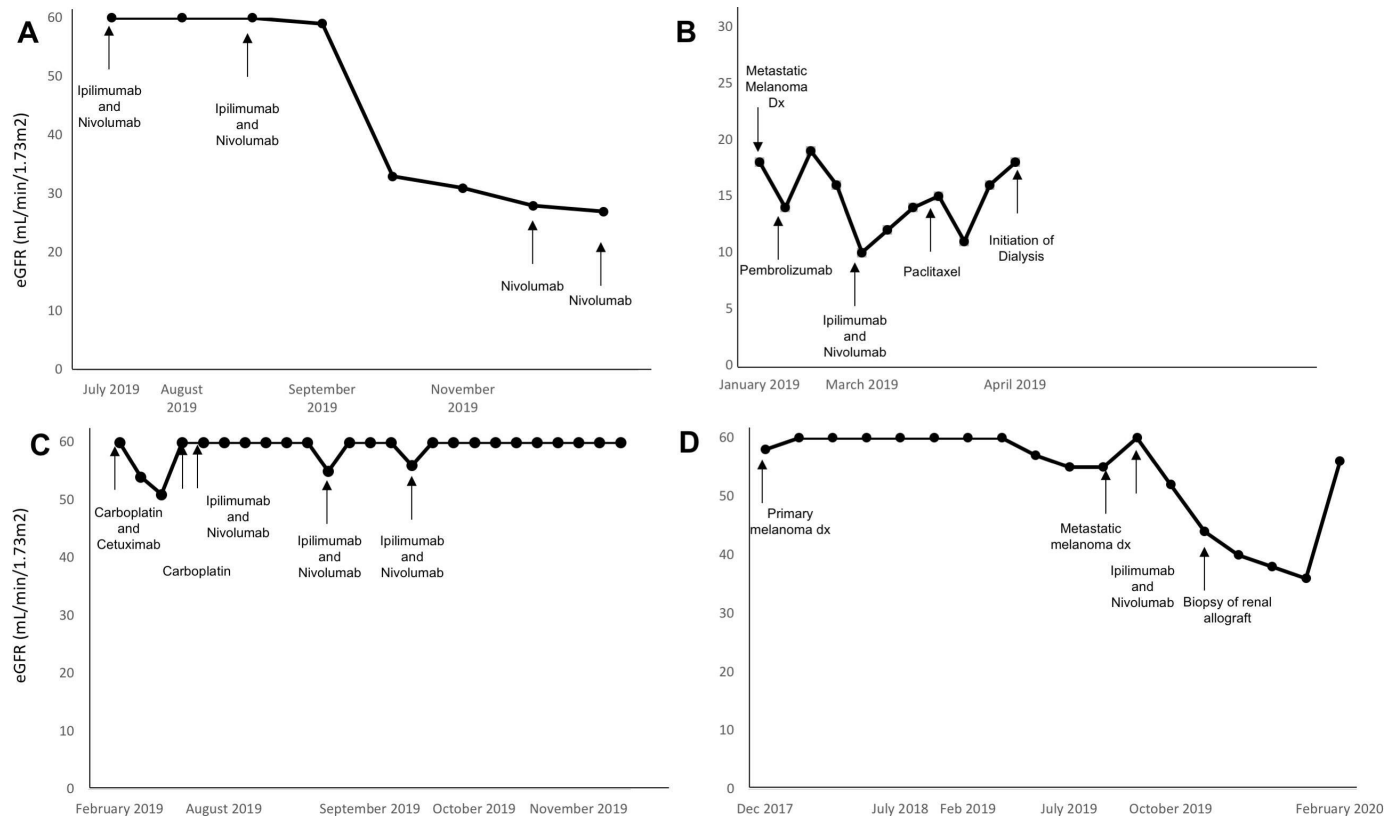 A
eGFR (mL/min/1.73m2)
60
50
40
30
20
10
0
Ipilimumab
and
Nivolumab
Ipilimumab
and
Nivolumab
Nivolumab
Nivolumab
July 2019
August
2019
September
2019
November
2019
B
30
25
20
15
10
5
0
Metastatic
Melanoma
Dx
Pembrolizumab
Ipilimumab
and
Nivolumab
Paclitaxel
Initiation of
Dialysis
January 2019
March 2019
April 2019
C
eGFR (mL/min/1.73m2)
60
50
40
30
20
10
0
Carboplatin
and
Cetuximab
Carboplatin
Ipilimumab
and
Nivolumab
Ipilimumab
and
Nivolumab
Ipilimumab
and
Nivolumab
February 2019
August 2019
September 2019
October 2019
November 2019
D
60
50
40
30
20
10
0
Primary
melanoma dx
Metastatic
melanoma dx
Ipilimumab
and
Nivolumab
Biopsy of renal
allograft
Dec 2017
July 2018
Feb 2019
July 2019
October 2019
February 2020